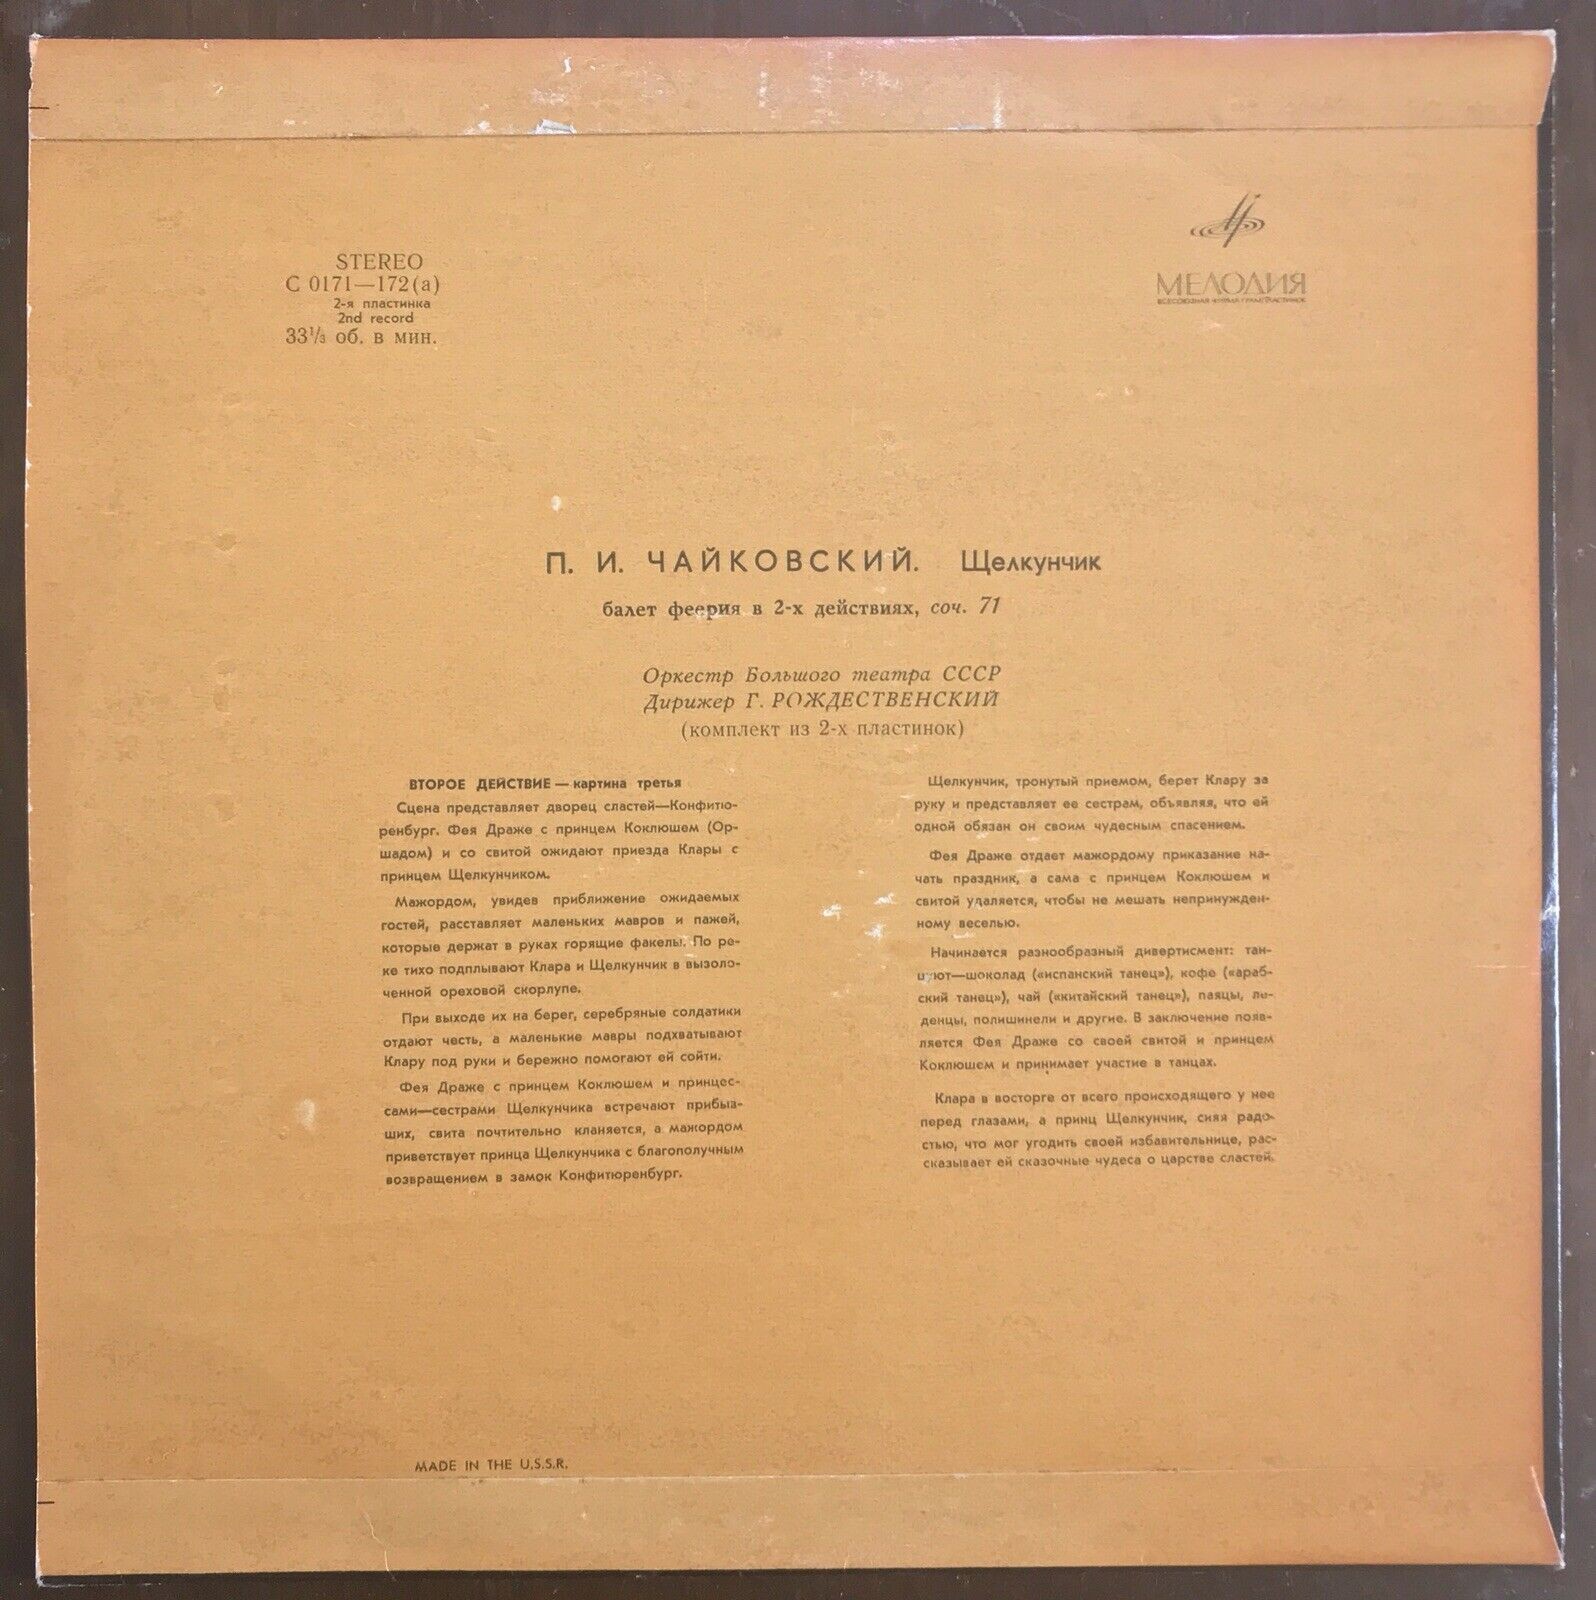 STEREO
С 0171—172(а)
2-я пластинка
2nd record
33⅓ об. в мин.
МЕЛОДИЯ
ВСЕСОЮЗНАЯ ФИРМА ГРАМПЛАСТИНОК
П. И. ЧАЙКОВСКИЙ. Щелкунчик
балет феерия в 2-х действиях, соч. 71
Оркестр Большого театра СССР
Дирижер Г. РОЖДЕСТВЕНСКИЙ
(комплект из 2-х пластинок)
ВТОРОЕ ДЕЙСТВИЕ — картина третья
Сцена представляет дворец сластей—Конфитю-
ренбург. Фея Драже с принцем Коклюшем (Ор-
шадом) и со свитой ожидают приезда Клары с
принцем Щелкунчиком.
Мажордом, увидев приближение ожидаемых
гостей, расставляет маленьких мавров и пажей,
которые держат в руках горящие факелы. По ре-
ке тихо подплывают Клара и Щелкунчик в вызоло-
ченной ореховой скорлупе.
При выходе их на берег, серебряные солдатики
отдают честь, а маленькие мавры подхватывают
Клару под руки и бережно помогают ей сойти.
Фея Драже с принцем Коклюшем и принцес-
сами—сестрами Щелкунчика встречают прибыв-
ших, свита почтительно кланяется, а мажордом
приветствует принца Щелкунчика с благополучным
возвращением в замок Конфитюренбург.
Щелкунчик, тронутый приемом, берет Клару за
руку и представляет ее сестрам, объявляя, что ей
одной обязан он своим чудесным спасением.
Фея Драже отдает мажордому приказание на-
чать праздник, а сама с принцем Коклюшем и
свитой удаляется, чтобы не мешать непринужден-
ному веселью.
Начинается разнообразный дивертисмент: тан-
цуют—шоколад («испанский танец»), кофе («араб-
ский танец»), чай («китайский танец»), паяцы, ле-
денцы, полишинели и другие. В заключение появ-
ляется Фея Драже со своей свитой и принцем
Коклюшем и принимает участие в танцах.
Клара в восторге от всего происходящего у нее
перед глазами, а принц Щелкунчик, сияя радо-
стью, что мог угодить своей избавительнице, рас-
сказывает ей сказочные чудеса о царстве сластей.
MADE IN THE U.S.S.R.